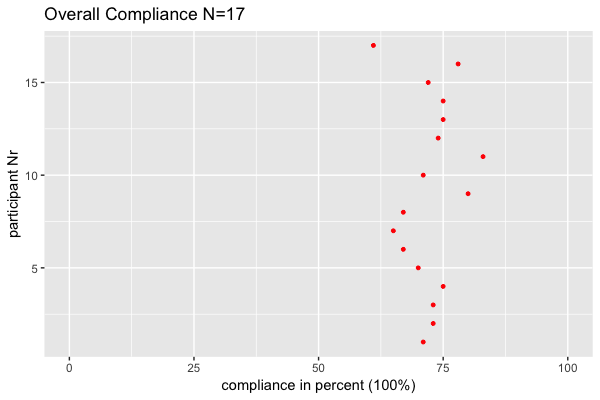 Overall Compliance N=17
15
10
5
participant Nr
0 25 50 75 100
compliance in percent (100%)